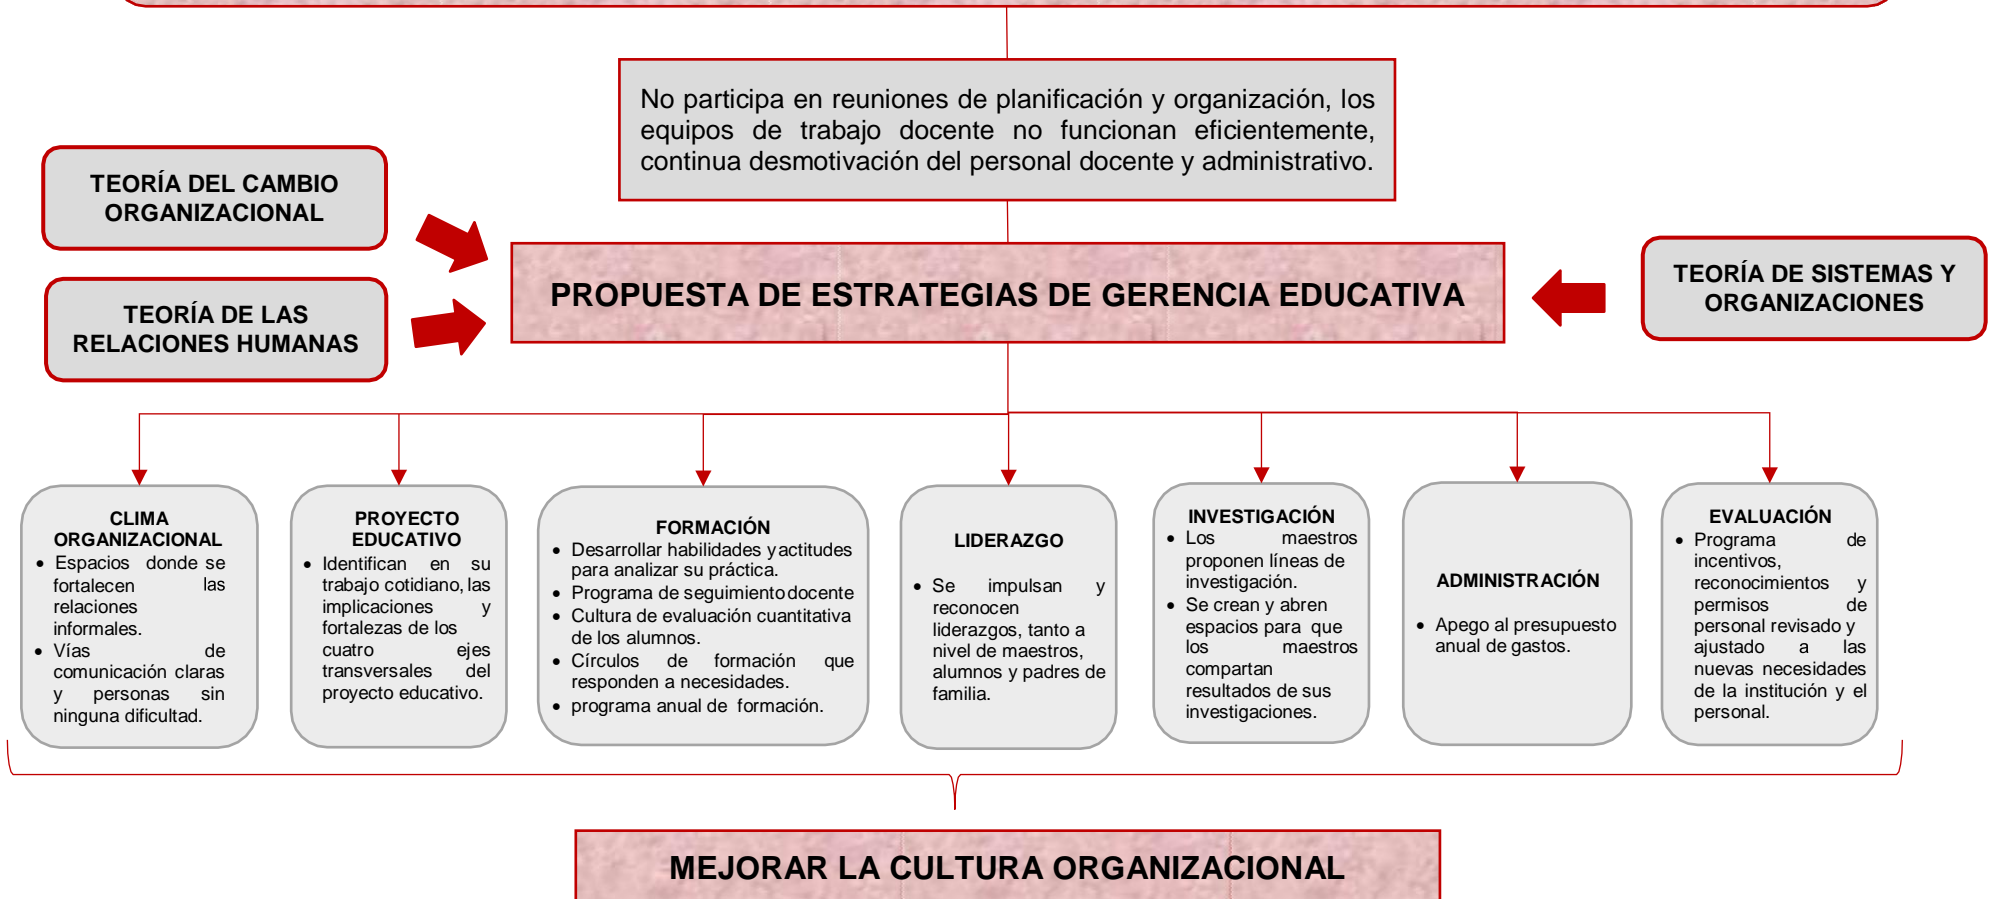 No participa en reuniones de planificación y organización, los
equipos de trabajo docente no funcionan eficientemente,
continua desmotivación del personal docente y administrativo.
TEORÍA DEL CAMBIO
ORGANIZACIONAL
TEORÍA DE LAS
RELACIONES HUMANAS
PROPUESTA DE ESTRATEGIAS DE GERENCIA EDUCATIVA
TEORÍA DE SISTEMAS Y
ORGANIZACIONES
CLIMA
ORGANIZACIONAL
• Espacios donde se
fortalecen las
relaciones
informales.
• Vías de
comunicación claras
y personas sin
ninguna dificultad.
PROYECTO
EDUCATIVO
• Identifican en su
trabajo cotidiano, las
implicaciones y
fortalezas de los
cuatro ejes
transversales del
proyecto educativo.
FORMACIÓN
• Desarrollar habilidades y actitudes
para analizar su práctica.
• Programa de seguimiento docente
• Cultura de evaluación cuantitativa
de los alumnos.
• Círculos de formación que
responden a necesidades.
• programa anual de formación.
LIDERAZGO
• Se impulsan y
reconocen
liderazgos, tanto a
nivel de maestros,
alumnos y padres de
familia.
INVESTIGACIÓN
• Los maestros
proponen líneas de
investigación.
• Se crean y abren
espacios para que
los maestros
compartan
resultados de sus
investigaciones.
ADMINISTRACIÓN
• Apego al presupuesto
anual de gastos.
EVALUACIÓN
• Programa de
incentivos,
reconocimientos y
permisos de
personal revisado y
ajustado a las
nuevas necesidades
de la institución y el
personal.
MEJORAR LA CULTURA ORGANIZACIONAL